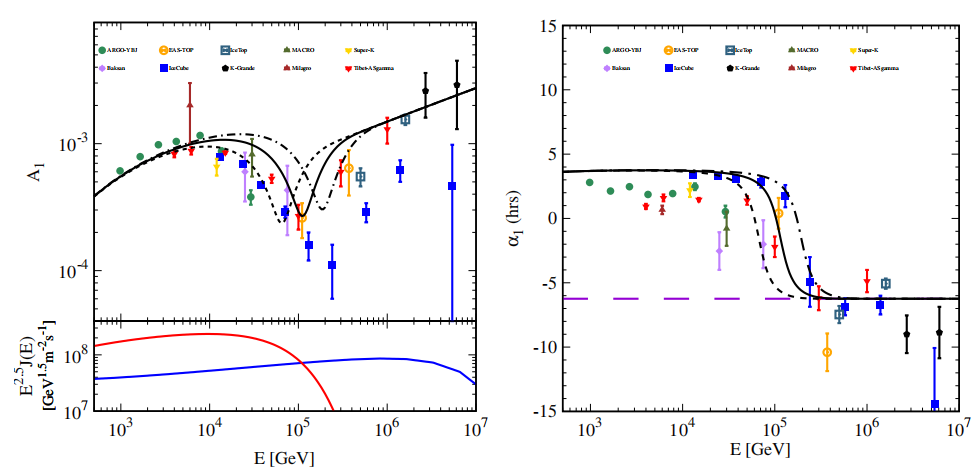 ARGO-YBJ EAS-TOP IceTop MACRO Super-K
Baksan IceCube K-Grande Milagro Tibet-ASgamma
10^-3
10^-4
A_1
10^8
10^7
E^2.5 J(E)
[GeV^1.5 m^-2 s^-1]
10^3 10^4 10^5 10^6 10^7
E [GeV]
ARGO-YBJ EAS-TOP IceTop MACRO Super-K
Baksan IceCube K-Grande Milagro Tibet-ASgamma
15
10
5
0
-5
-10
-15
α_1 (hrs)
10^3 10^4 10^5 10^6 10^7
E [GeV]